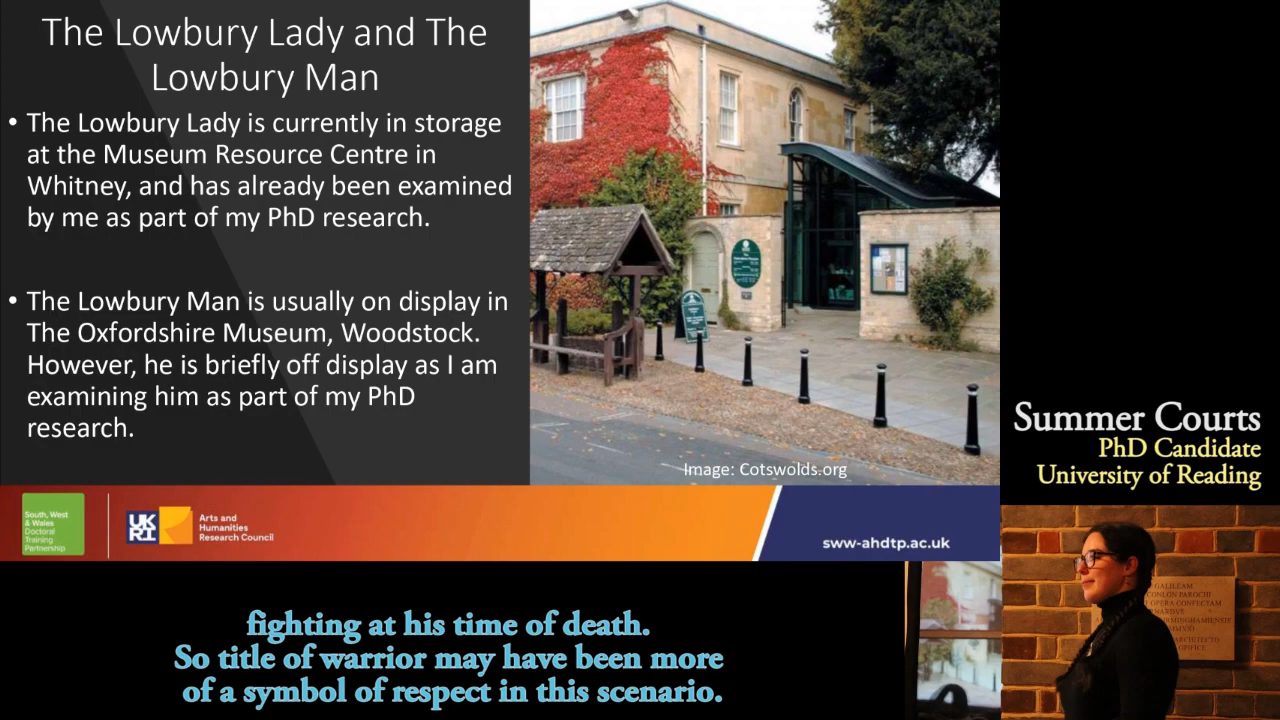 The Lowbury Lady and The
Lowbury Man
• The Lowbury Lady is currently in storage
at the Museum Resource Centre in
Whitney, and has already been examined
by me as part of my PhD research.
• The Lowbury Man is usually on display in
The Oxfordshire Museum, Woodstock.
However, he is briefly off display as I am
examining him as part of my PhD
research.
Image: Cotswolds.org
South, West
& Wales
Doctoral
Training
Partnership
UK
RI
Arts and
Humanities
Research Council
sww-ahdtp.ac.uk
Summer Courts
PhD Candidate
University of Reading
fighting at his time of death.
So title of warrior may have been more
of a symbol of respect in this scenario.